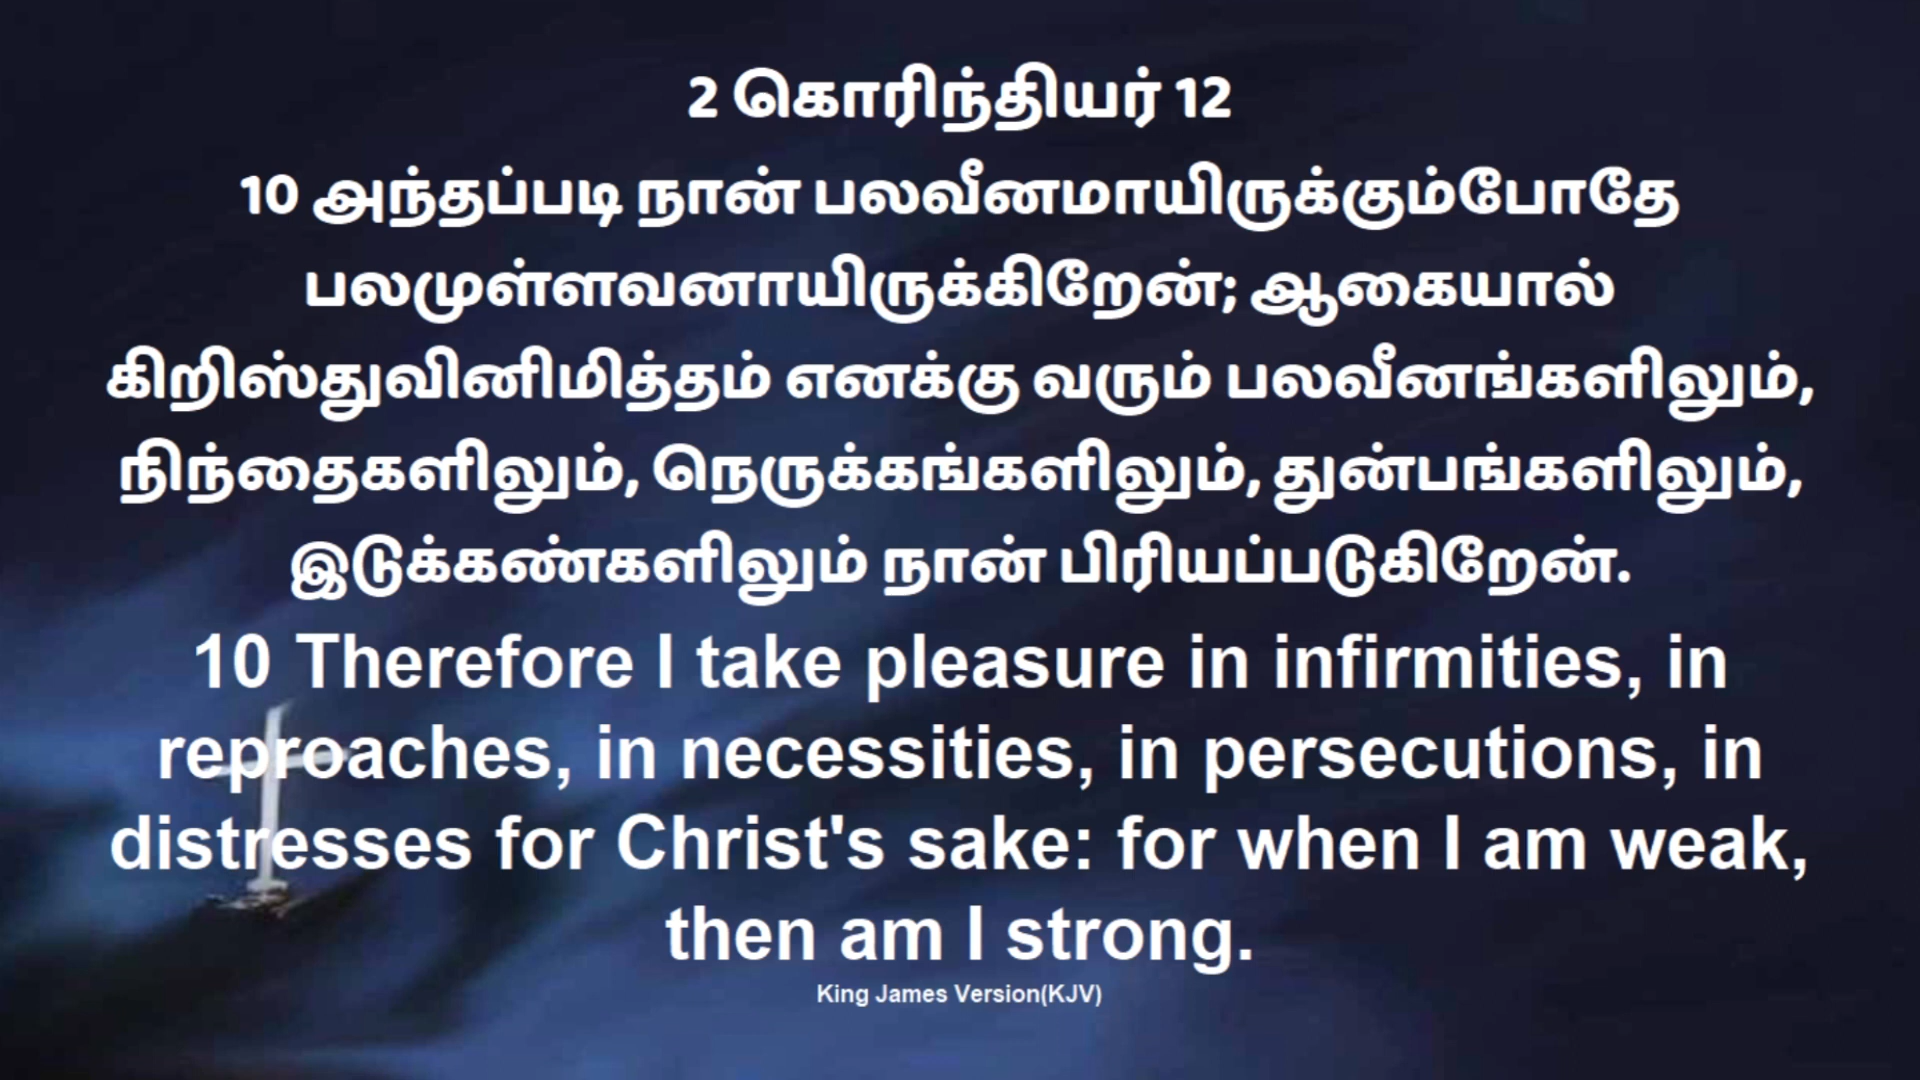 2 கொரிந்தியர் 12
10 அந்தப்படி நான் பலவீனமாயிருக்கும்போதே
பலமுள்ளவனாயிருக்கிறேன்; ஆகையால்
கிறிஸ்துவினிமித்தம் எனக்கு வரும் பலவீனங்களிலும்,
நிந்தைகளிலும், நெருக்கங்களிலும், துன்பங்களிலும்,
இடுக்கண்களிலும் நான் பிரியப்படுகிறேன்.
10 Therefore I take pleasure in infirmities, in
reproaches, in necessities, in persecutions, in
distresses for Christ's sake: for when I am weak,
then am I strong.
King James Version(KJV)